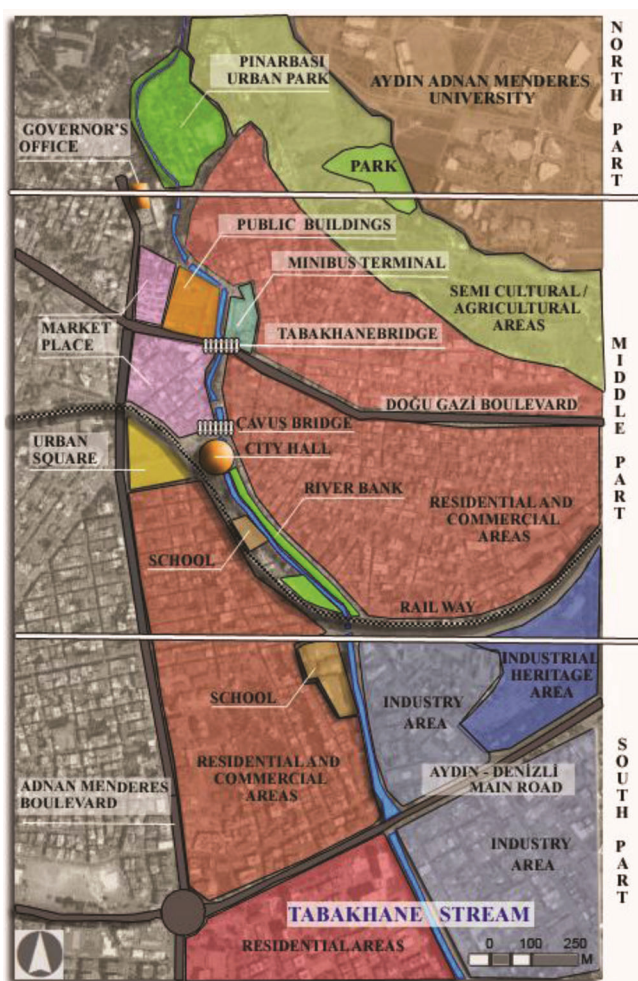 PINARBASI
URBAN PARK
AYDIN ADNAN MENDERES
UNIVERSITY
NORTH PART
GOVERNOR'S
OFFICE
PARK
PUBLIC BUILDINGS
MINIBUS TERMINAL
SEMI CULTURAL /
AGRICULTURAL
AREAS
MARKET
PLACE
TABAKHANEBRIDGE
MIDDLE PART
DOĞU GAZİ BOULEVARD
CAVUŞ BRIDGE
URBAN
SQUARE
CITY HALL
RIVER BANK
RESIDENTIAL AND
COMMERCIAL
AREAS
SCHOOL
RAIL WAY
INDUSTRIAL
HERITAGE
AREA
SCHOOL
INDUSTRY
AREA
RESIDENTIAL AND
COMMERCIAL
AREAS
ADNAN MENDERES
BOULEVARD
AYDIN - DENİZLİ
MAIN ROAD
SOUTH PART
INDUSTRY
AREA
TABAKHANE STREAM
RESIDENTIAL AREAS
0 100 250
M